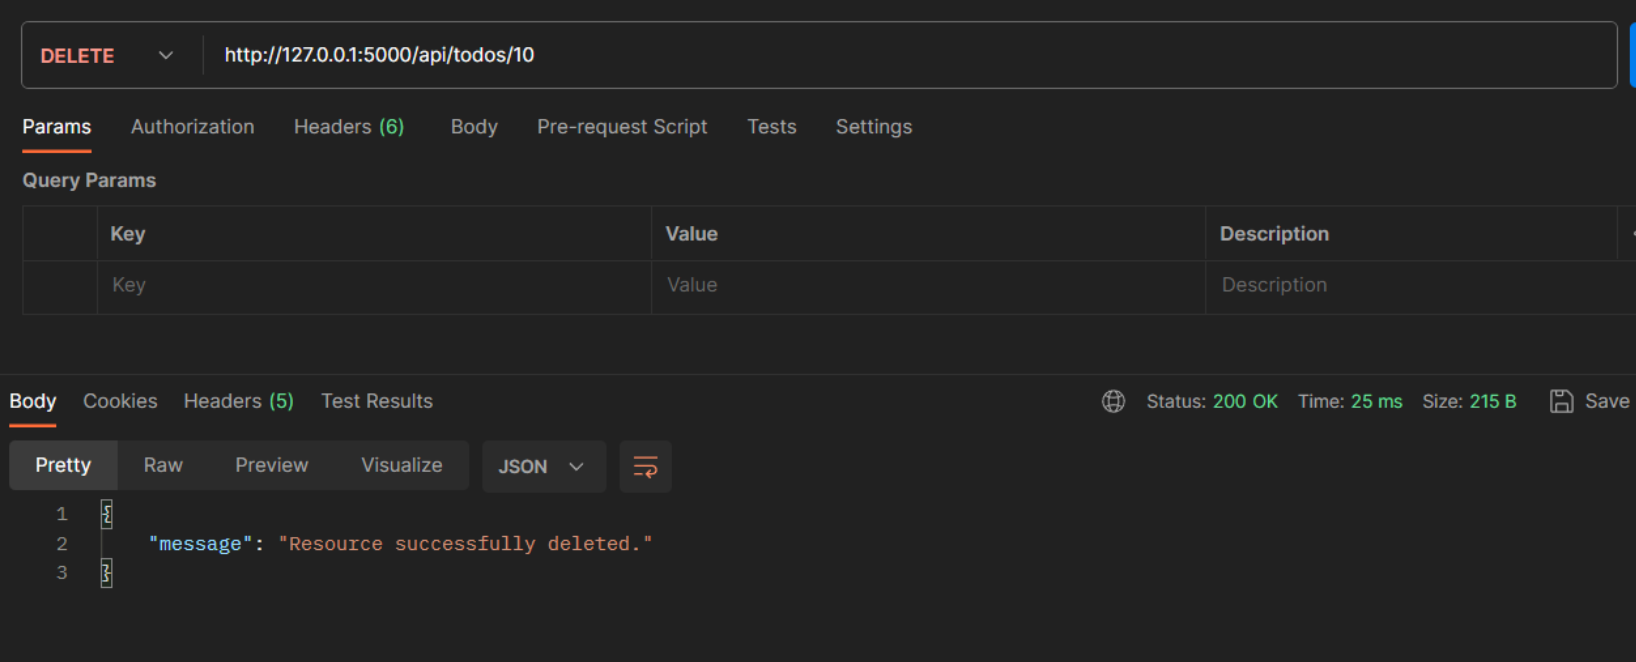 DELETE http://127.0.0.1:5000/api/todos/10
Params Authorization Headers (6) Body Pre-request Script Tests Settings
Query Params
Key Value Description
Key Value Description
Body Cookies Headers (5) Test Results Status: 200 OK Time: 25 ms Size: 215 B Save
Pretty Raw Preview Visualize JSON
1 {
2 "message": "Resource successfully deleted."
3 }